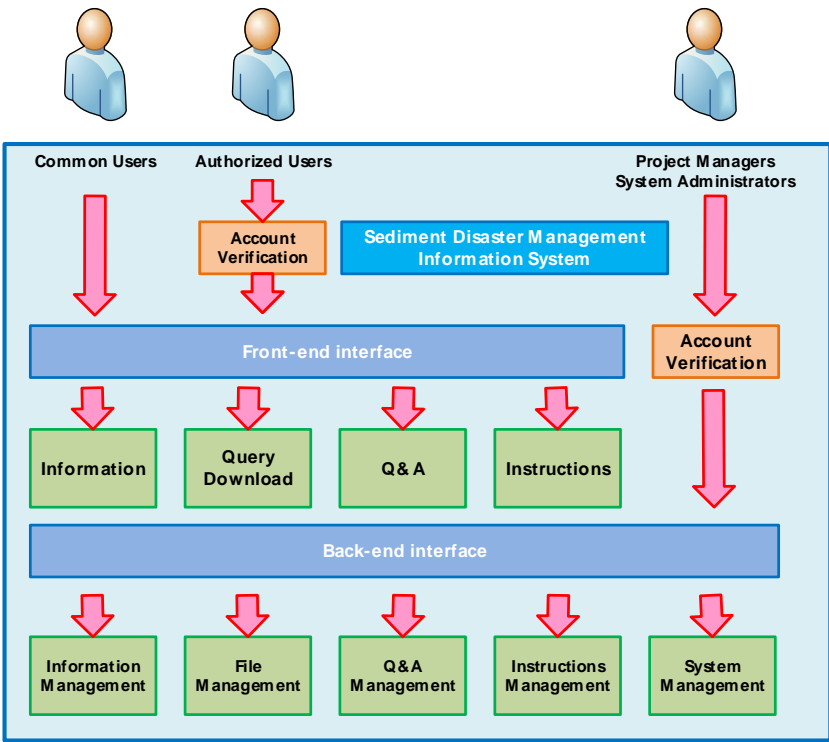 Common Users
Authorized Users
Project Managers
System Administrators
Account
Verification
Sediment Disaster Management
Information System
Front-end interface
Account
Verification
Information
Query
Download
Q&A
Instructions
Back-end interface
Information
Management
File
Management
Q&A
Management
Instructions
Management
System
Management